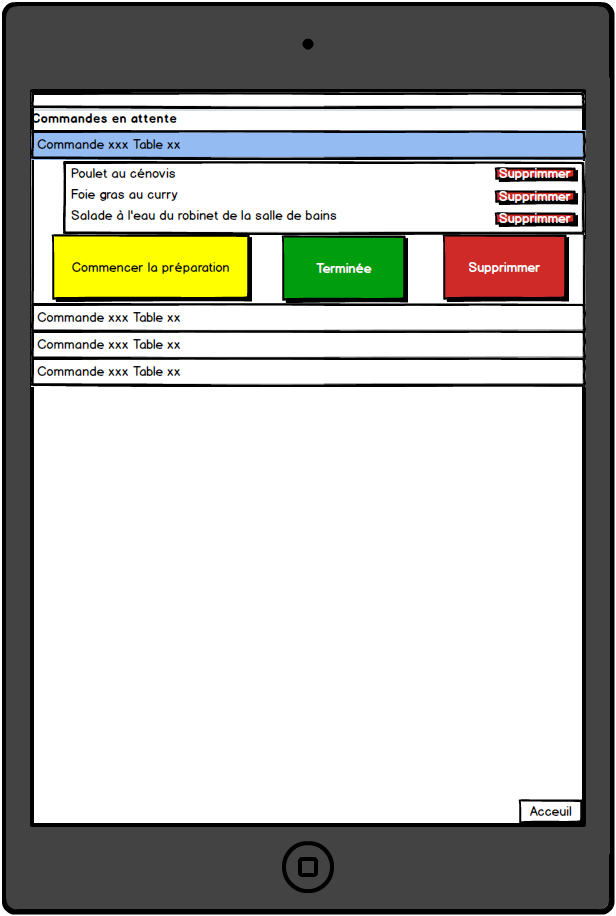 Commandes en attente
Commande xxx Table xx
Poulet au cénovis Supprimmer
Foie gras au curry Supprimmer
Salade à l'eau du robinet de la salle de bains Supprimmer
Commencer la préparation Terminée Supprimmer
Commande xxx Table xx
Commande xxx Table xx
Commande xxx Table xx
Acceuil